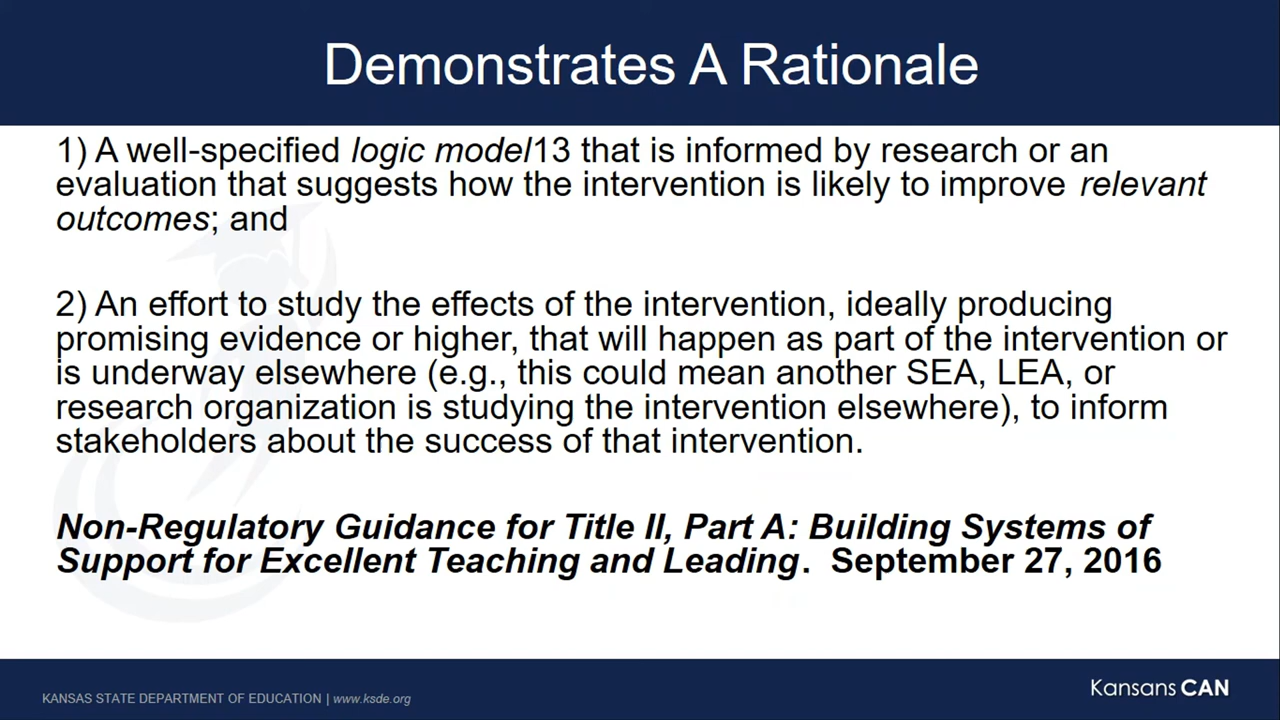 Demonstrates A Rationale
1) A well-specified logic model13 that is informed by research or an
evaluation that suggests how the intervention is likely to improve relevant
outcomes; and
2) An effort to study the effects of the intervention, ideally producing
promising evidence or higher, that will happen as part of the intervention or
is underway elsewhere (e.g., this could mean another SEA, LEA, or
research organization is studying the intervention elsewhere), to inform
stakeholders about the success of that intervention.
Non-Regulatory Guidance for Title II, Part A: Building Systems of
Support for Excellent Teaching and Leading.  September 27, 2016
KANSAS STATE DEPARTMENT OF EDUCATION | www.ksde.org
KansansCAN